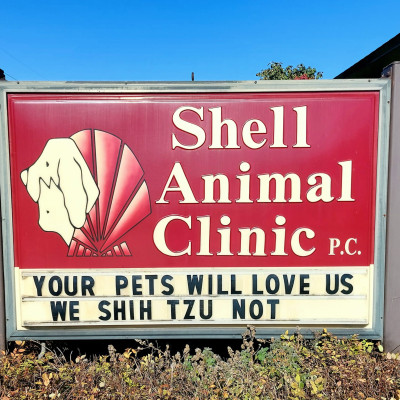 Shell
Animal
Clinic P.C.
YOUR PETS WILL LOVE US
WE SHIH TZU NOT